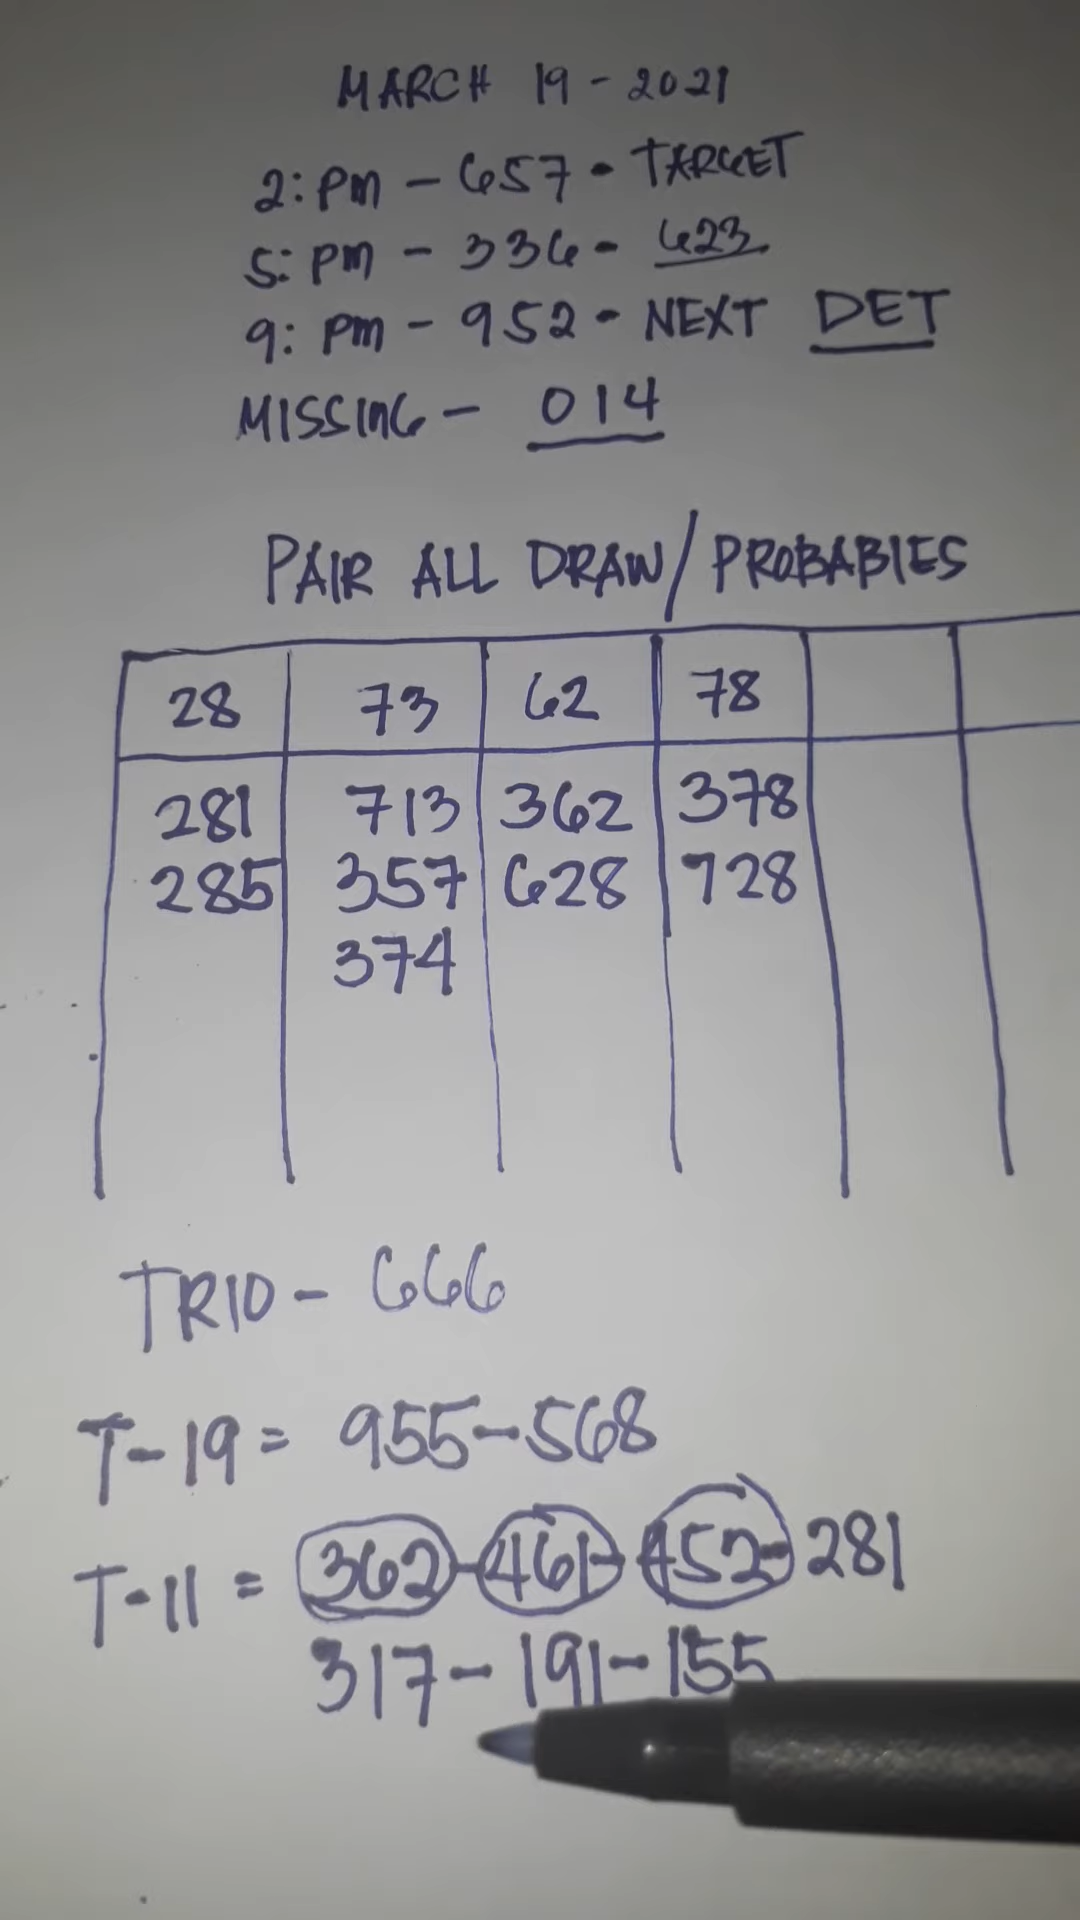 MARCH 19-2021
2:PM - 657 - TARGET
5:PM - 336 - 623
9:PM - 952 - NEXT DET
MISSING - 014
PAIR ALL DRAW/PROBABIES
28 73 62 78
281 713 362 378
285 357 628 728
374
TRIO - 666
T-19 = 955-568
T-11 = 362-461-452-281
317-191-155